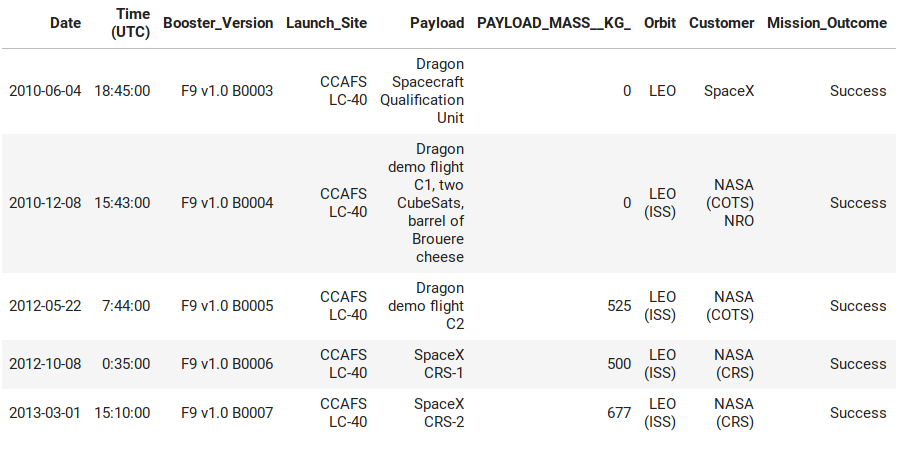 Date Time (UTC) Booster_Version Launch_Site Payload PAYLOAD_MASS__KG_ Orbit Customer Mission_Outcome
2010-06-04 18:45:00 F9 v1.0 B0003 CCAFS LC-40 Dragon Spacecraft Qualification Unit 0 LEO SpaceX Success
2010-12-08 15:43:00 F9 v1.0 B0004 CCAFS LC-40 Dragon demo flight C1, two CubeSats, barrel of Brouere cheese 0 LEO (ISS) NASA (COTS) NRO Success
2012-05-22 7:44:00 F9 v1.0 B0005 CCAFS LC-40 Dragon demo flight C2 525 LEO (ISS) NASA (COTS) Success
2012-10-08 0:35:00 F9 v1.0 B0006 CCAFS LC-40 SpaceX CRS-1 500 LEO (ISS) NASA (CRS) Success
2013-03-01 15:10:00 F9 v1.0 B0007 CCAFS LC-40 SpaceX CRS-2 677 LEO (ISS) NASA (CRS) Success